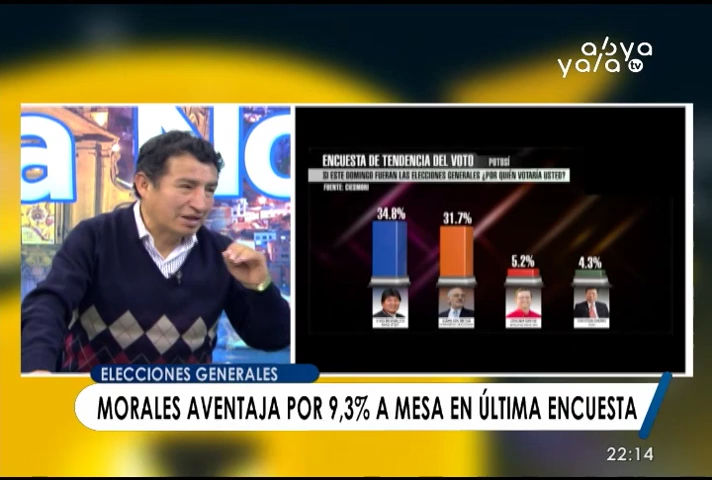 abya
yala tv
a No
ENCUESTA DE TENDENCIA DEL VOTO POTOSÍ
SI ESTE DOMINGO FUERAN LAS ELECCIONES GENERALES ¿POR QUIÉN VOTARÍA USTED?
FUENTE: CIESMORI
34.8% 31.7% 5.2% 4.3%
ELECCIONES GENERALES
MORALES AVENTAJA POR 9,3% A MESA EN ÚLTIMA ENCUESTA
22:14